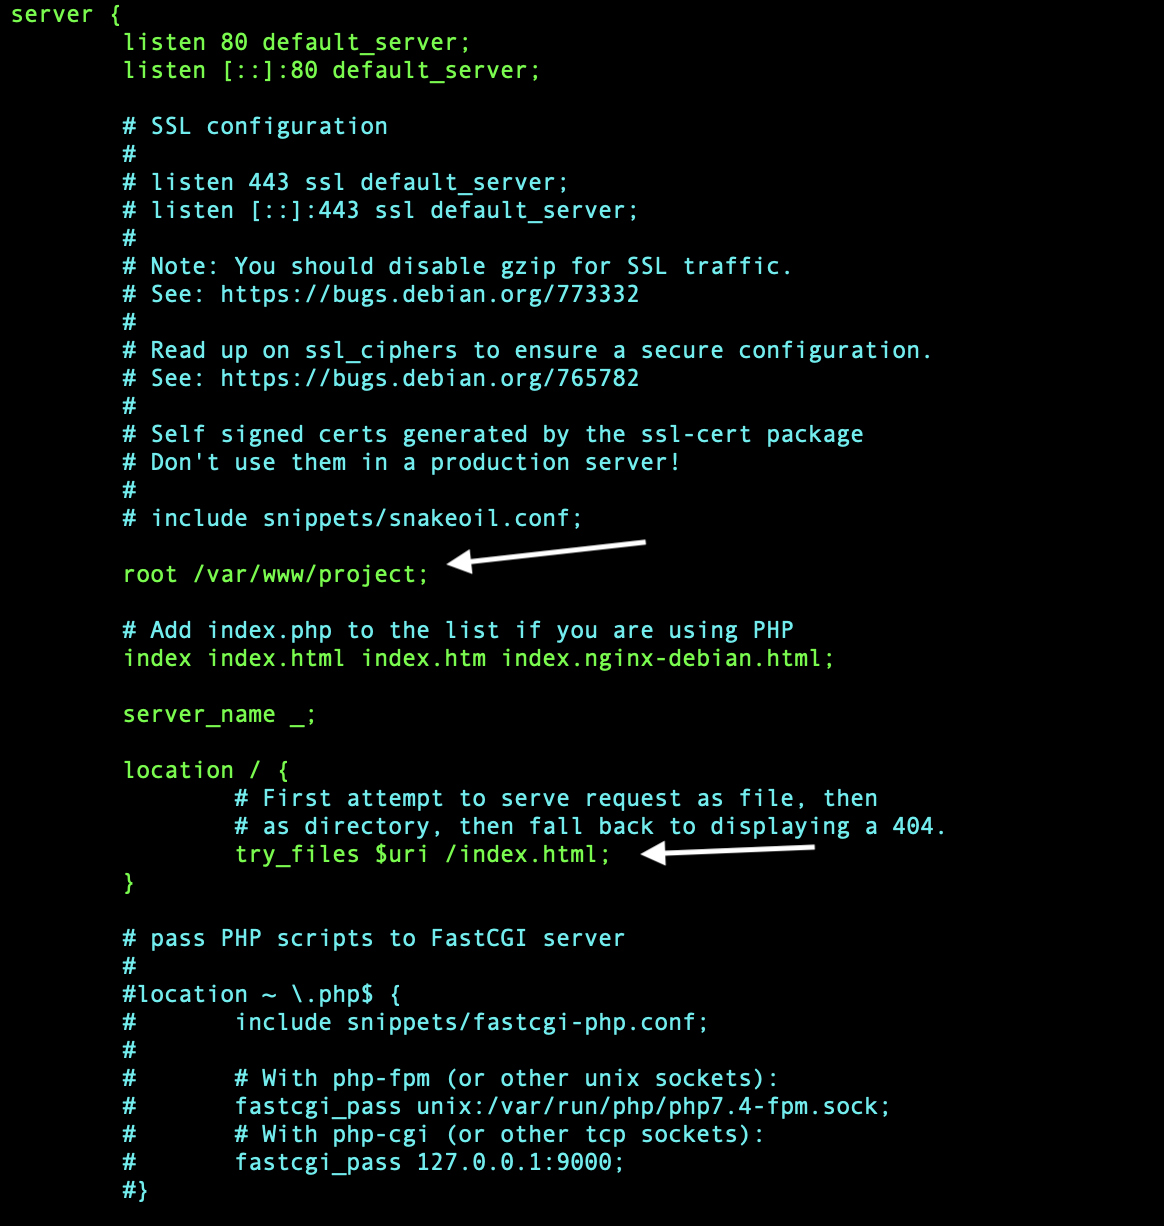 server {
        listen 80 default_server;
        listen [::]:80 default_server;

        # SSL configuration
        #
        # listen 443 ssl default_server;
        # listen [::]:443 ssl default_server;
        #
        # Note: You should disable gzip for SSL traffic.
        # See: https://bugs.debian.org/773332
        #
        # Read up on ssl_ciphers to ensure a secure configuration.
        # See: https://bugs.debian.org/765782
        #
        # Self signed certs generated by the ssl-cert package
        # Don't use them in a production server!
        #
        # include snippets/snakeoil.conf;

        root /var/www/project;

        # Add index.php to the list if you are using PHP
        index index.html index.htm index.nginx-debian.html;

        server_name _;

        location / {
                # First attempt to serve request as file, then
                # as directory, then fall back to displaying a 404.
                try_files $uri /index.html;
        }

        # pass PHP scripts to FastCGI server
        #
        #location ~ \.php$ {
        #       include snippets/fastcgi-php.conf;
        #
        #       # With php-fpm (or other unix sockets):
        #       fastcgi_pass unix:/var/run/php/php7.4-fpm.sock;
        #       # With php-cgi (or other tcp sockets):
        #       fastcgi_pass 127.0.0.1:9000;
        #}